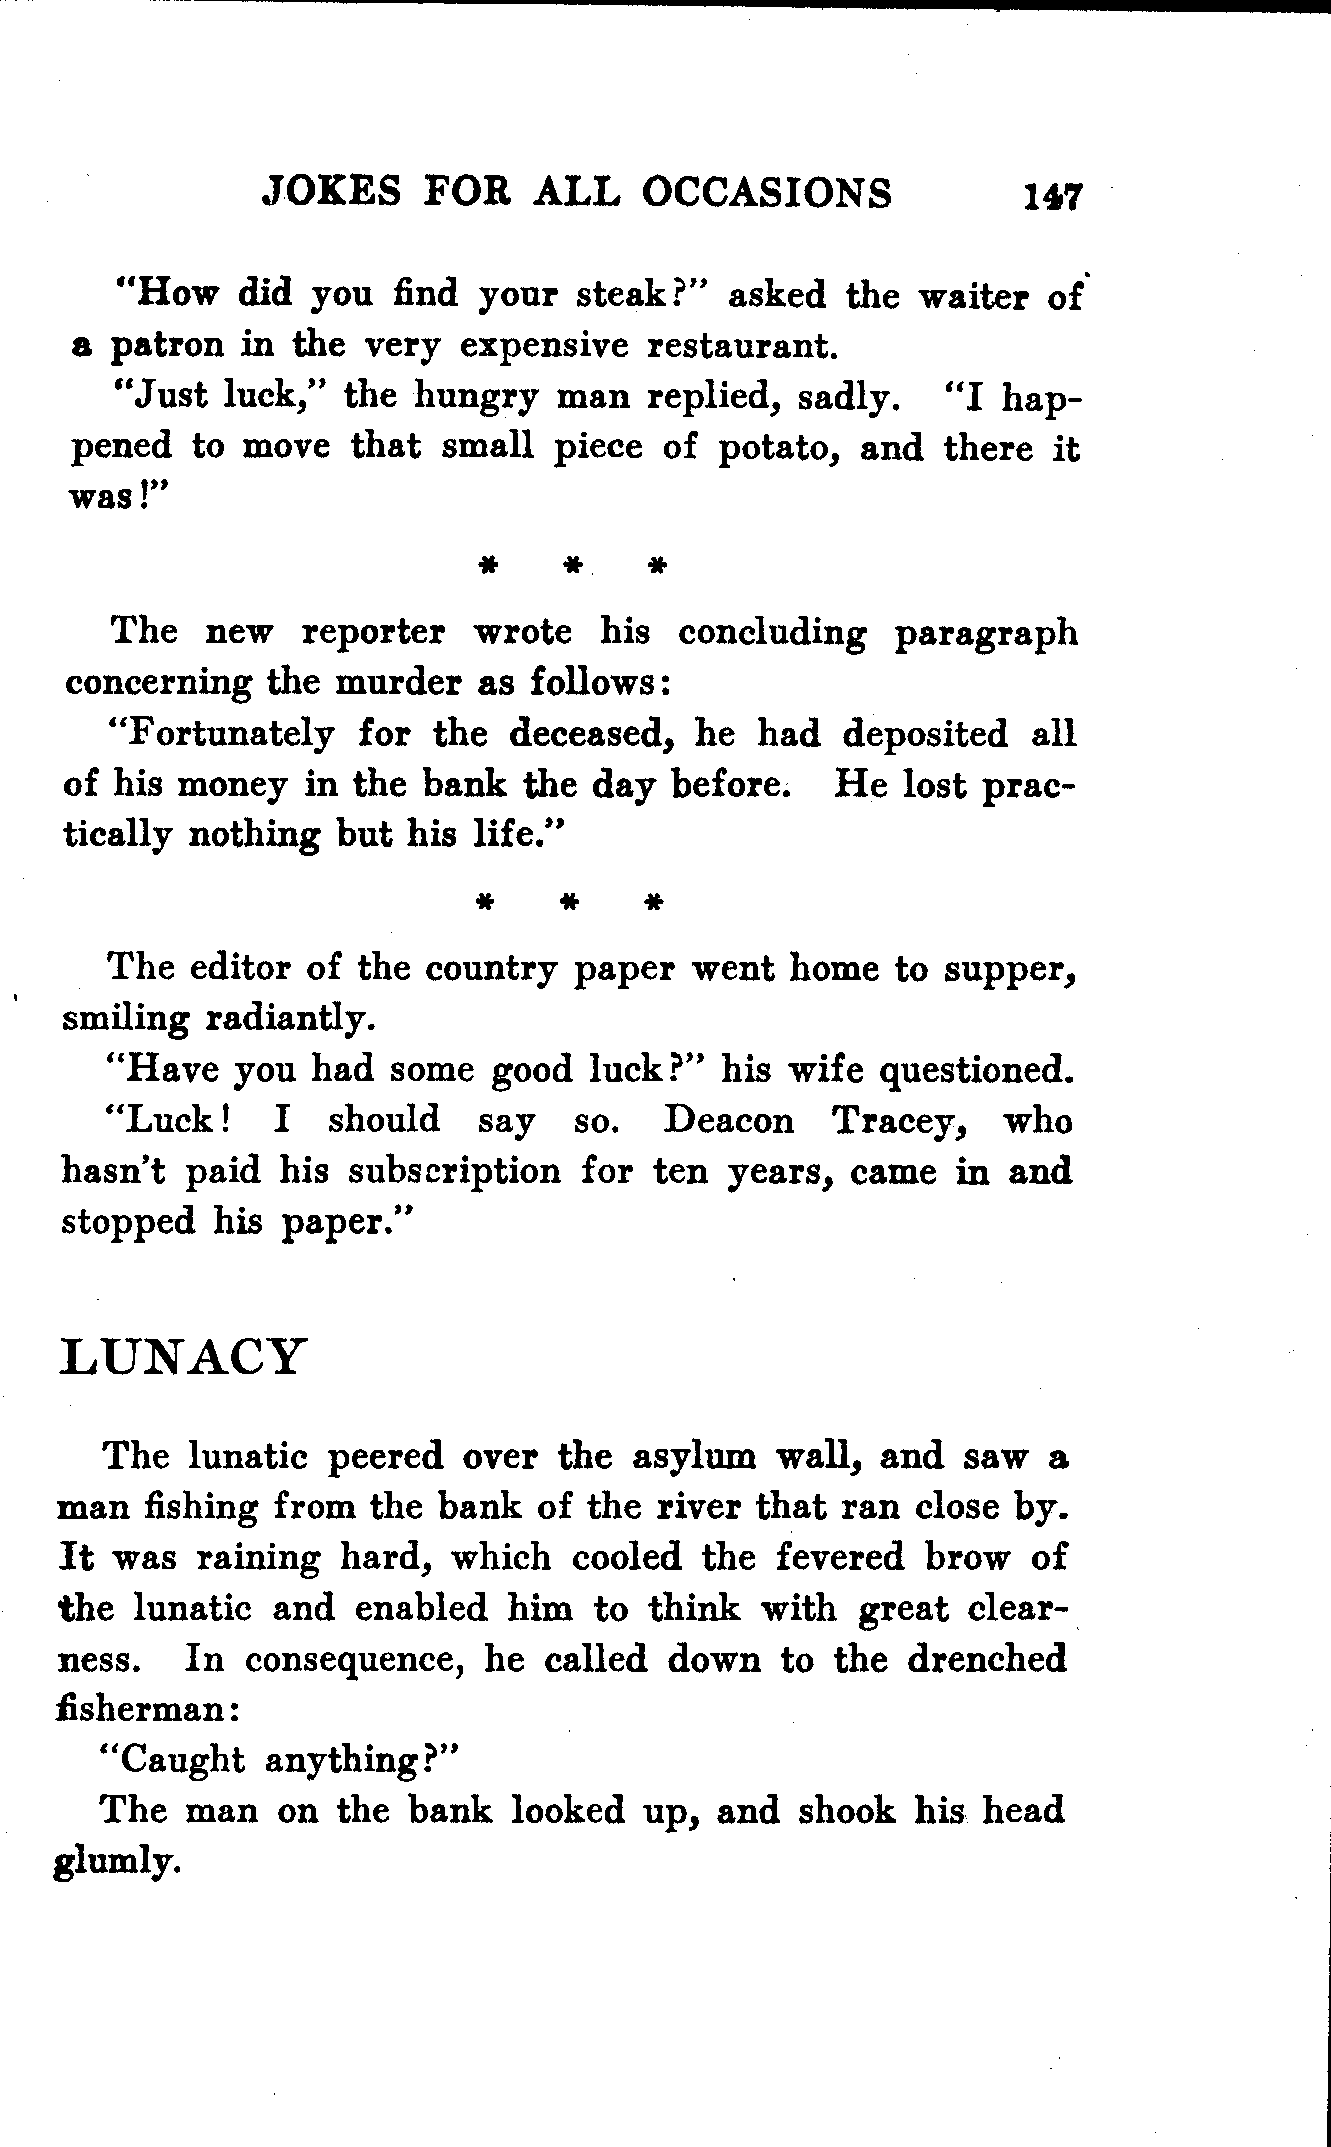 JOKES FOR ALL OCCASIONS 147
"How did you find your steak?" asked the waiter of
a patron in the very expensive restaurant.
"Just luck," the hungry man replied, sadly. "I hap-
pened to move that small piece of potato, and there it
was!"
* * *
The new reporter wrote his concluding paragraph
concerning the murder as follows:
"Fortunately for the deceased, he had deposited all
of his money in the bank the day before. He lost prac-
tically nothing but his life."
* * *
The editor of the country paper went home to supper,
smiling radiantly.
"Have you had some good luck?" his wife questioned.
"Luck! I should say so. Deacon Tracey, who
hasn't paid his subscription for ten years, came in and
stopped his paper."
LUNACY
The lunatic peered over the asylum wall, and saw a
man fishing from the bank of the river that ran close by.
It was raining hard, which cooled the fevered brow of
the lunatic and enabled him to think with great clear-
ness. In consequence, he called down to the drenched
fisherman:
"Caught anything?"
The man on the bank looked up, and shook his head
glumly.